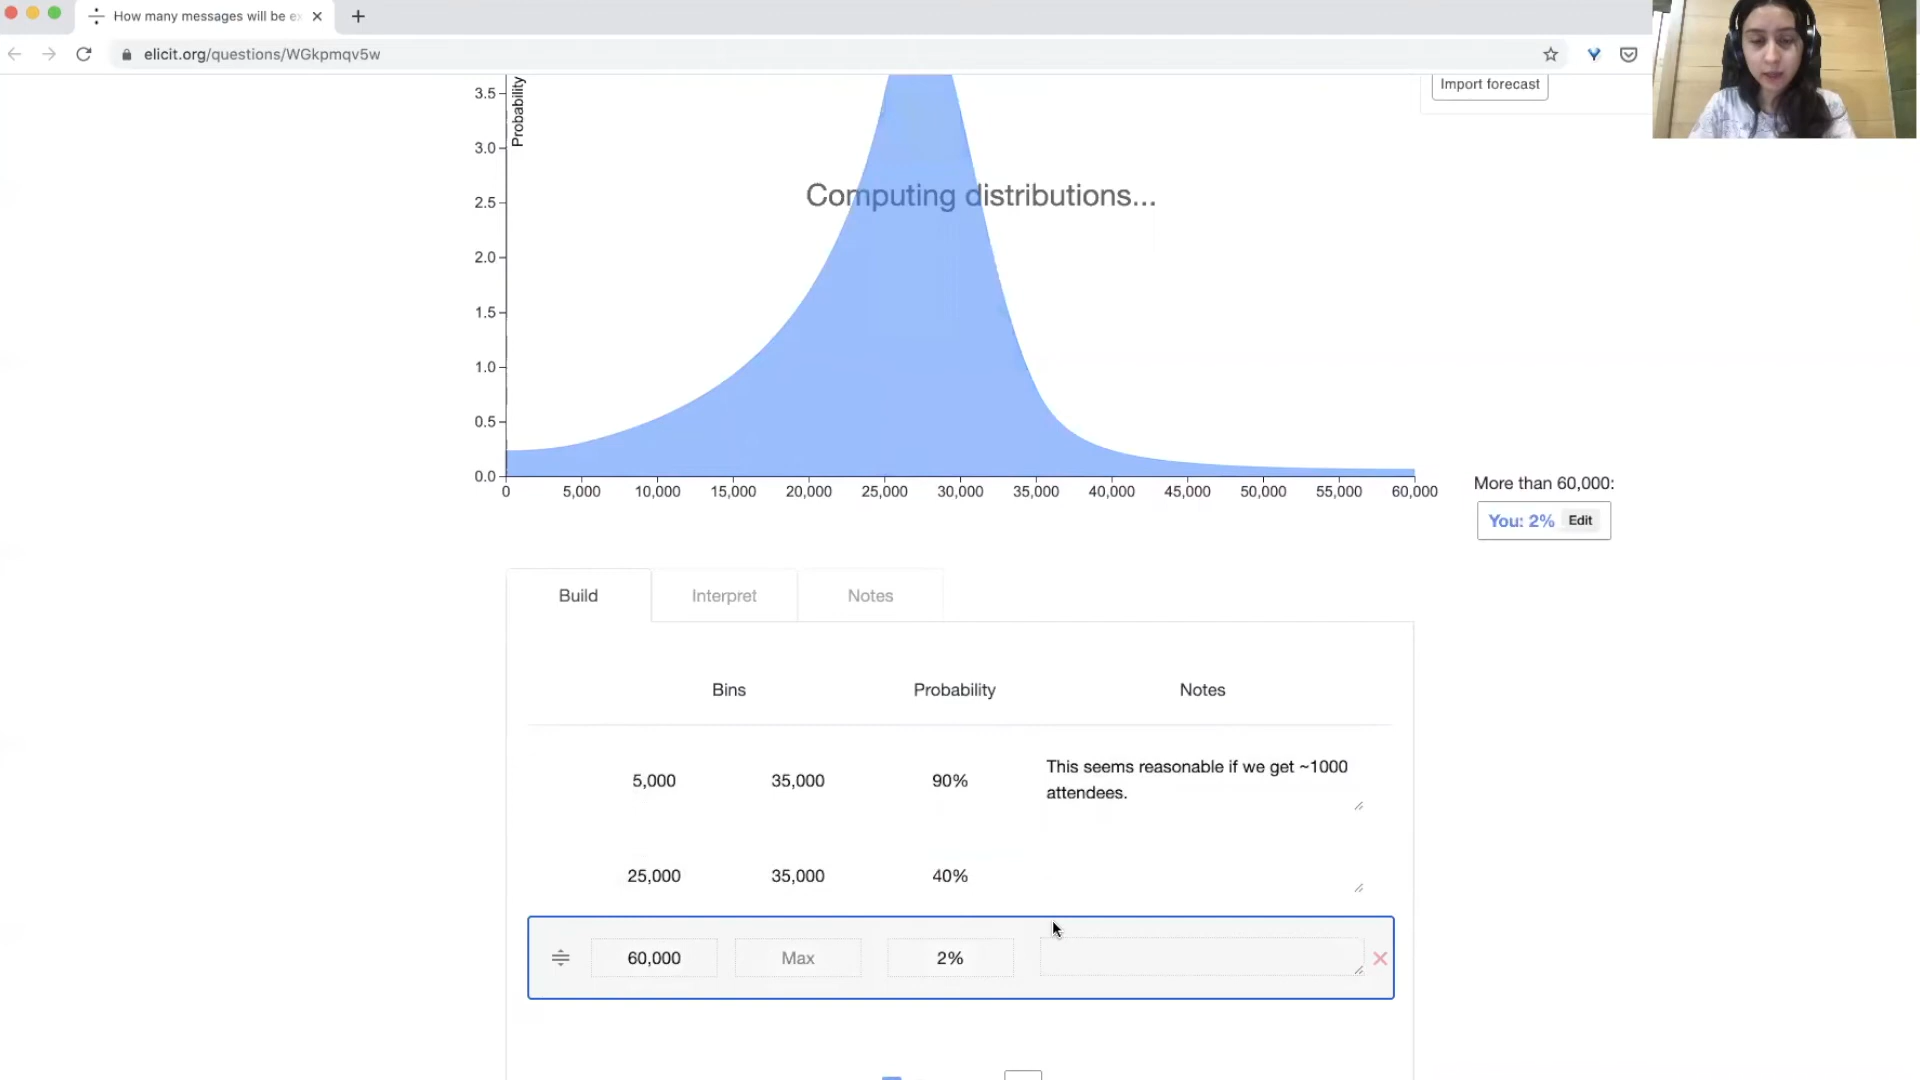 How many messages will be ex
elicit.org/questions/WGkpmqv5w
Import forecast
Probability
3.5
3.0
2.5
2.0
1.5
1.0
0.5
0.0
Computing distributions...
0 5,000 10,000 15,000 20,000 25,000 30,000 35,000 40,000 45,000 50,000 55,000 60,000
More than 60,000:
You: 2% Edit
Build Interpret Notes
Bins Probability Notes
5,000 35,000 90% This seems reasonable if we get ~1000
attendees.
25,000 35,000 40%
60,000 Max 2%